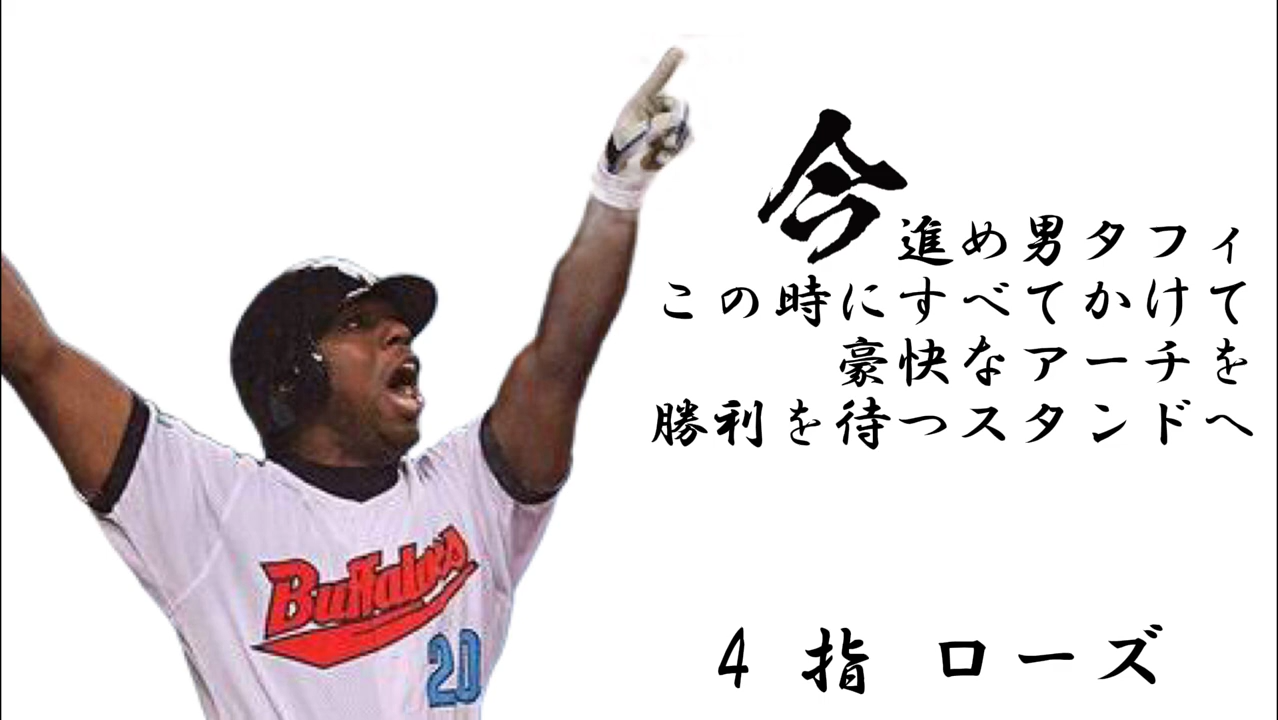 今進め男タフィ
この時にすべてかけて
豪快なアーチを
勝利を待つスタンドへ
4 指 ローズ
Buffaloes
20